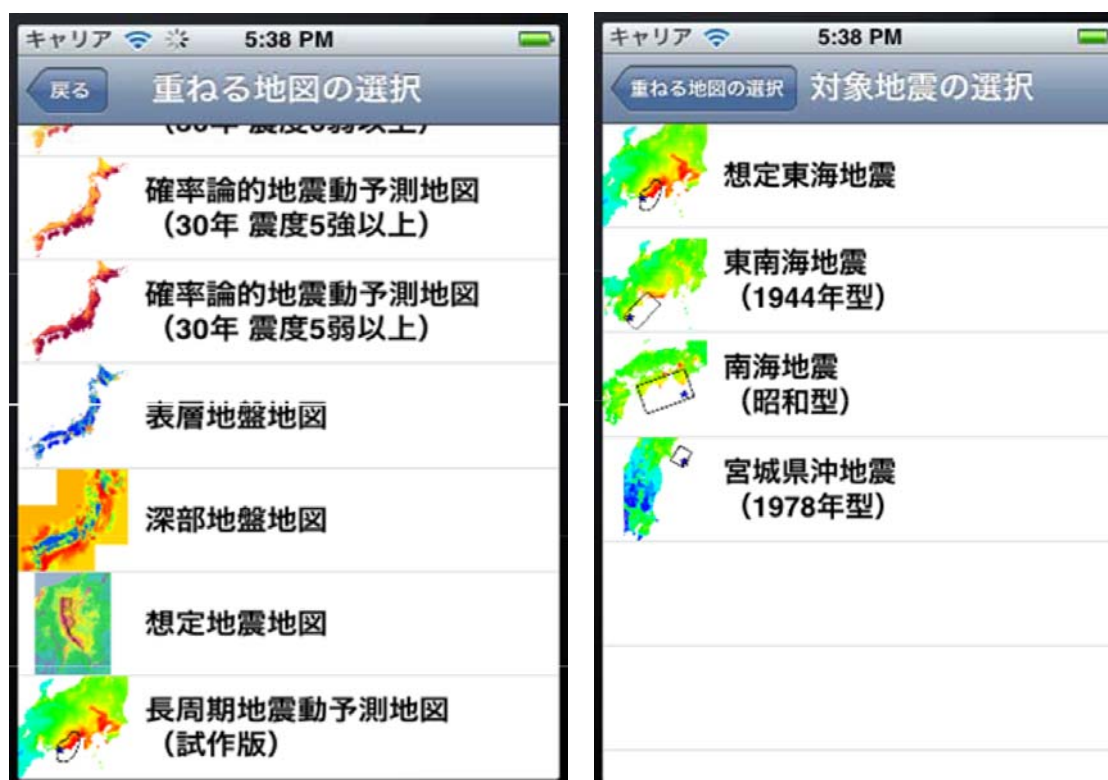 キャリア 5:38 PM
戻る 重ねる地図の選択
確率論的地震動予測地図
（30年 震度5強以上）
確率論的地震動予測地図
（30年 震度5弱以上）
表層地盤地図
深部地盤地図
想定地震地図
長周期地震動予測地図
（試作版）
キャリア 5:38 PM
重ねる地図の選択 対象地震の選択
想定東海地震
東南海地震
（1944年型）
南海地震
（昭和型）
宮城県沖地震
（1978年型）